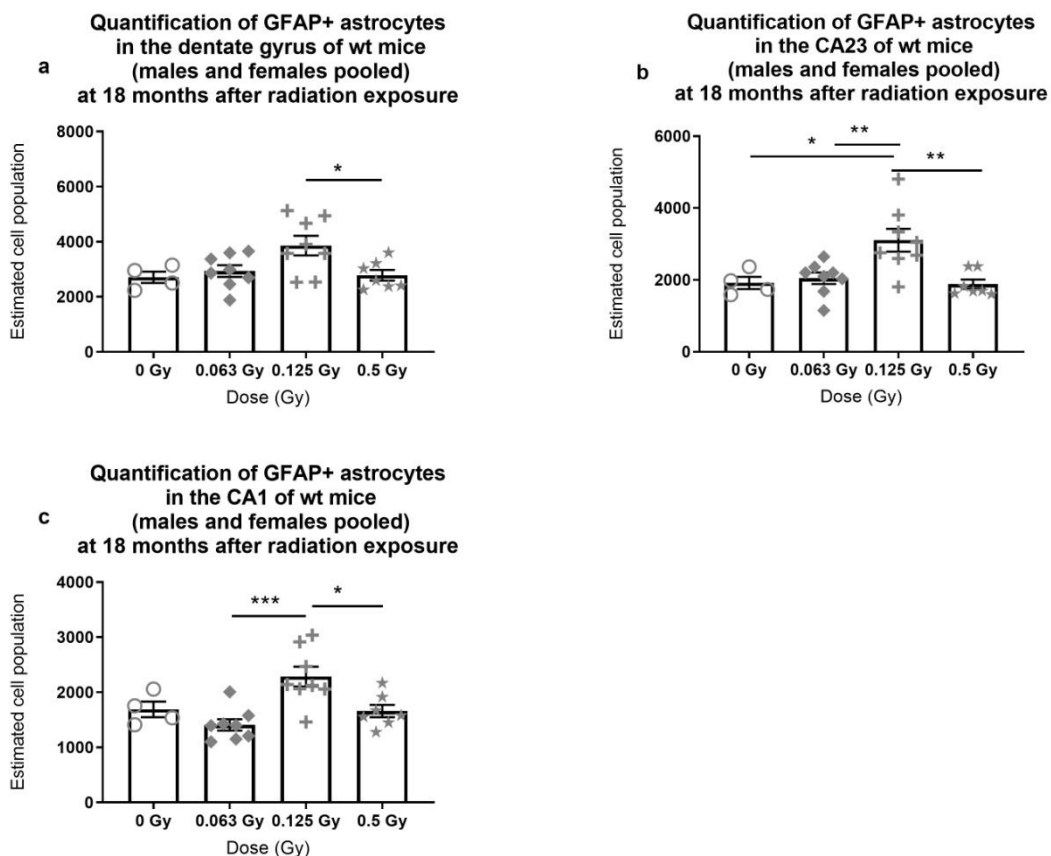 Quantification of GFAP+ astrocytes
in the dentate gyrus of wt mice
(males and females pooled)
at 18 months after radiation exposure
a
8000
6000
4000
2000
0
Estimated cell population
*
0 Gy 0.063 Gy 0.125 Gy 0.5 Gy
Dose (Gy)
Quantification of GFAP+ astrocytes
in the CA23 of wt mice
(males and females pooled)
at 18 months after radiation exposure
b
6000
4000
2000
0
Estimated cell population
* ** **
0 Gy 0.063 Gy 0.125 Gy 0.5 Gy
Dose (Gy)
Quantification of GFAP+ astrocytes
in the CA1 of wt mice
(males and females pooled)
at 18 months after radiation exposure
c
4000
3000
2000
1000
0
Estimated cell population
*** *
0 Gy 0.063 Gy 0.125 Gy 0.5 Gy
Dose (Gy)